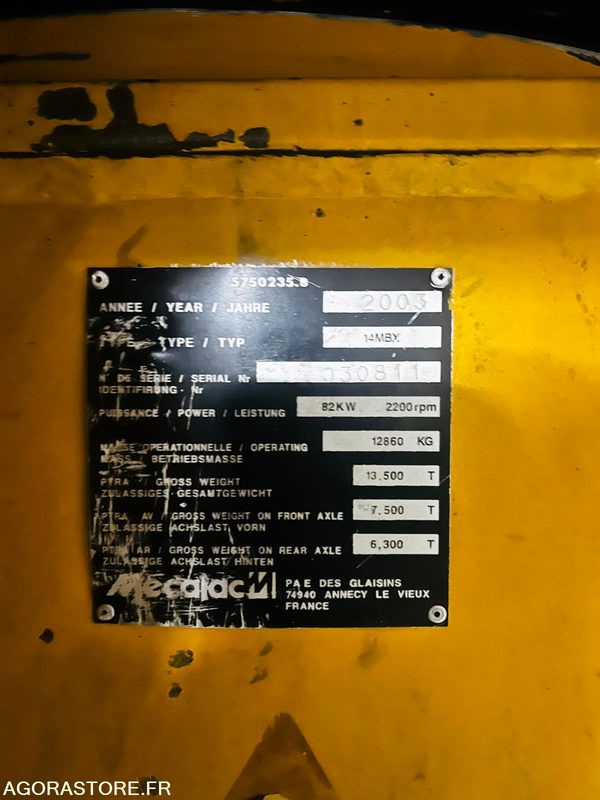 5750235.8
ANNEE / YEAR / JAHRE 2003
TYPE / TYP 14MBX
N° DE SERIE / SERIAL Nr 030811
IDENTIFIRUNG - Nr
PUISSANCE / POWER / LEISTUNG 82KW 2200rpm
MASSE OPERATIONNELLE / OPERATING 12860 KG
MASS / BETRIEBSMASSE
PTRA / GROSS WEIGHT 13,500 T
ZULASSIGES GESAMTGEWICHT
PTRA AV / GROSS WEIGHT ON FRONT AXLE 7,500 T
ZULASSIGE ACHSLAST VORN
PTRA AR / GROSS WEIGHT ON REAR AXLE 6,300 T
ZULASSIGE ACHSLAST HINTEN
Mecalac M
PAE DES GLAISINS
74940 ANNECY LE VIEUX
FRANCE
AGORASTORE.FR